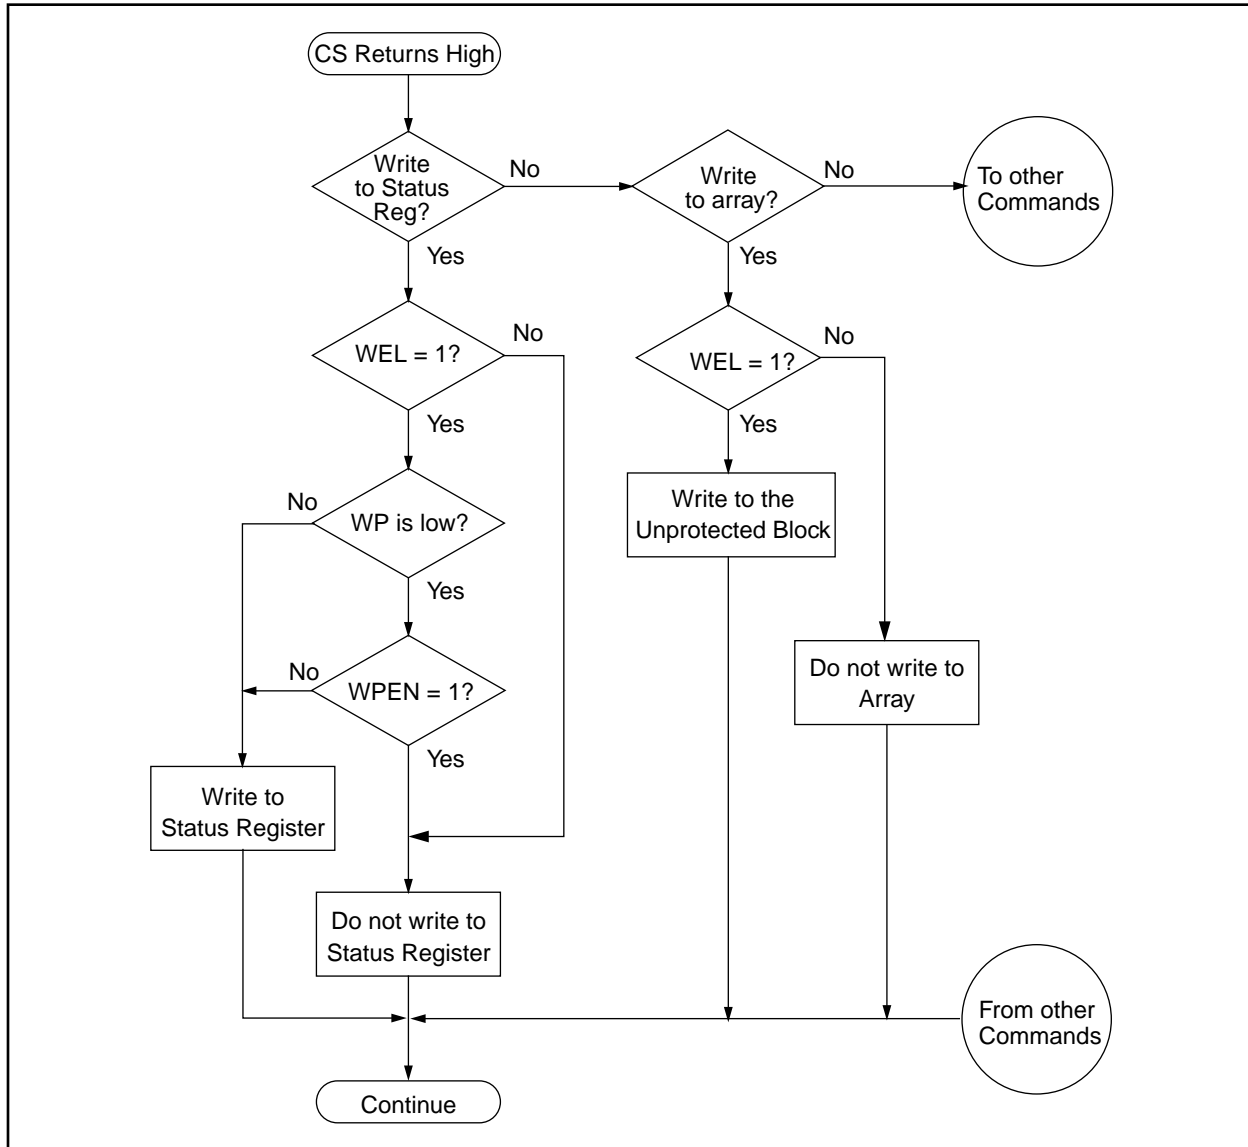 CS Returns High
Write
to Status
Reg?
No
Write
to array?
No
To other
Commands
Yes
Yes
WEL = 1?
No
WEL = 1?
No
Yes
Yes
No
WP is low?
Write to the
Unprotected Block
Yes
No
WPEN = 1?
Do not write to
Array
Yes
Write to
Status Register
Do not write to
Status Register
From other
Commands
Continue